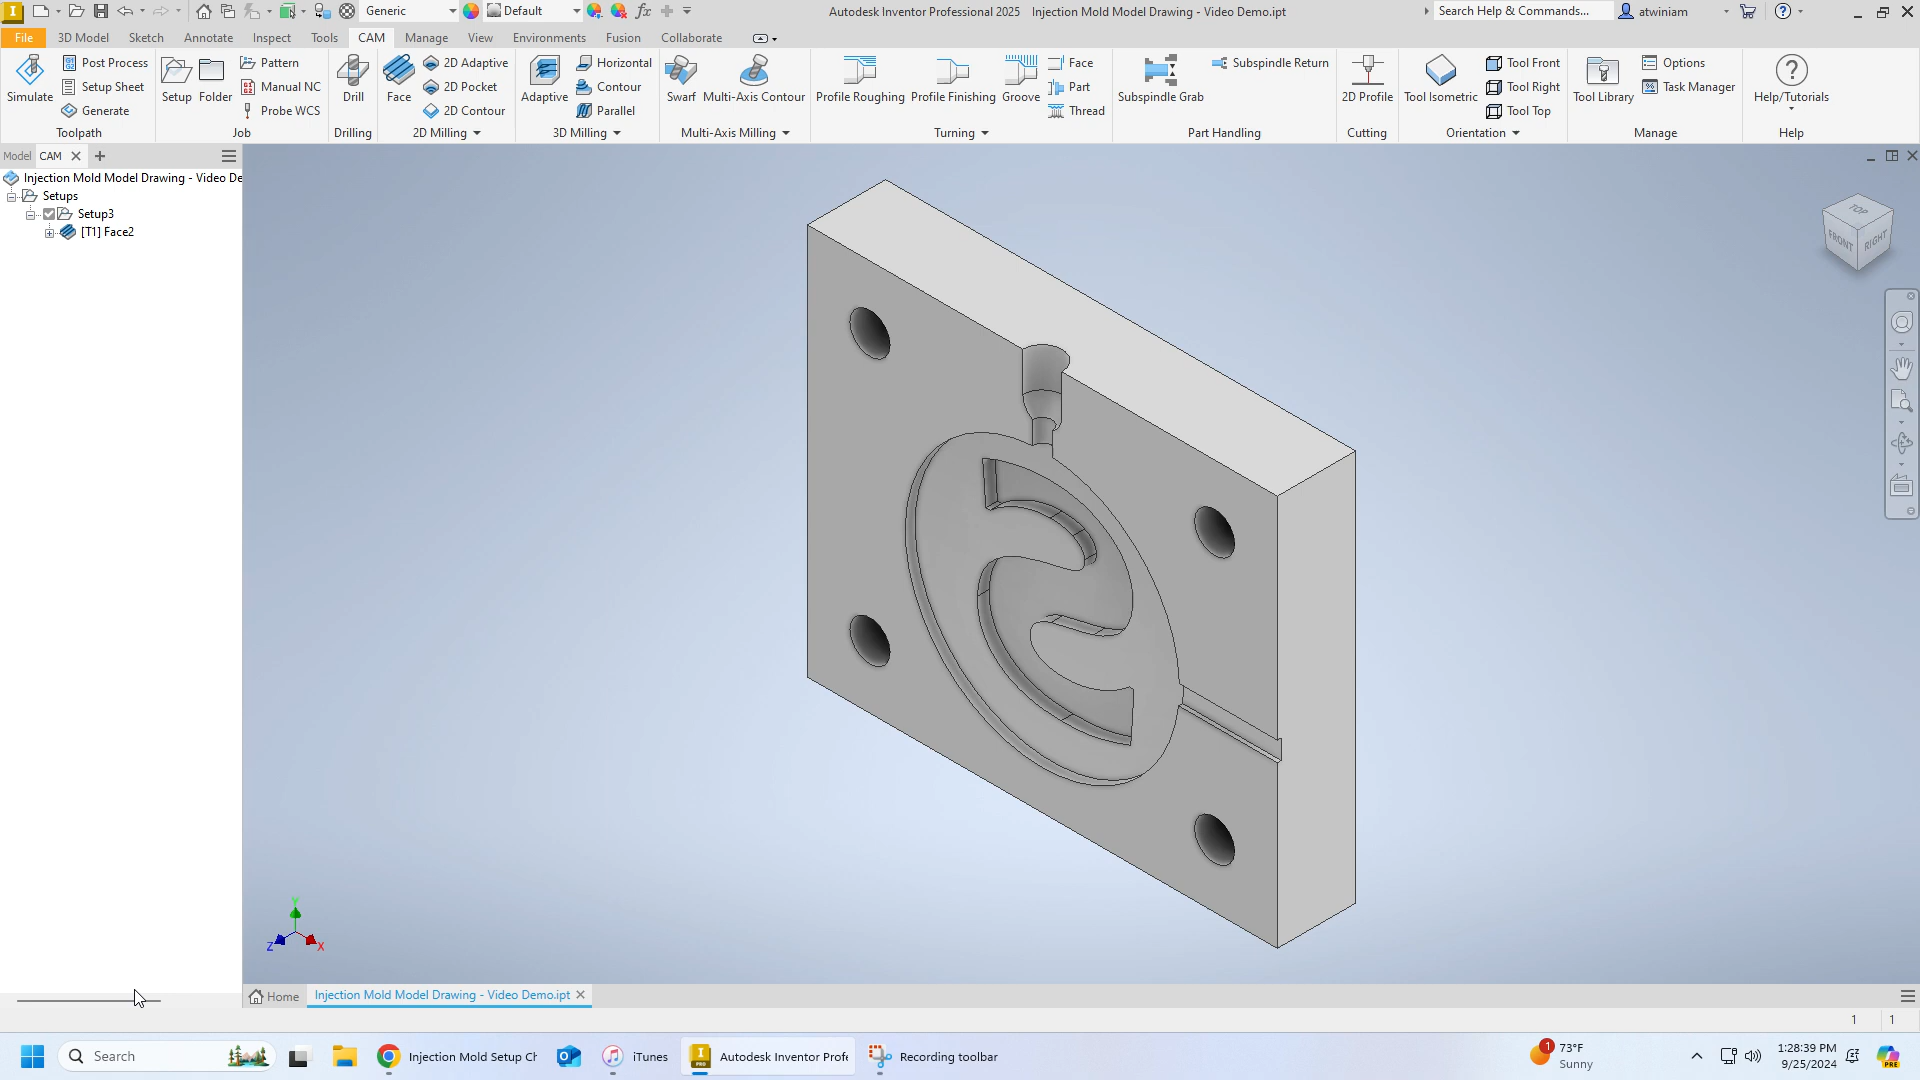 Generic
Default
Autodesk Inventor Professional 2025 Injection Mold Model Drawing - Video Demo.ipt
Search Help & Commands...
atwiniam
File 3D Model Sketch Annotate Inspect Tools CAM Manage View Environments Fusion Collaborate
Simulate
Post Process
Setup Sheet
Generate
Toolpath
Setup
Folder
Pattern
Manual NC
Probe WCS
Job
Drill
Drilling
Face
2D Adaptive
2D Pocket
2D Contour
2D Milling
Adaptive
Horizontal
Contour
Parallel
3D Milling
Swarf
Multi-Axis Contour
Multi-Axis Milling
Profile Roughing
Profile Finishing
Groove
Face
Part
Thread
Turning
Subspindle Grab
Subspindle Return
Part Handling
2D Profile
Cutting
Tool Isometric
Tool Front
Tool Right
Tool Top
Orientation
Tool Library
Options
Task Manager
Manage
Help/Tutorials
Help
Model CAM
Injection Mold Model Drawing - Video De
Setups
Setup3
[T1] Face2
TOP
FRONT
RIGHT
Y
Z
X
Home
Injection Mold Model Drawing - Video Demo.ipt
1 1
Search
Injection Mold Setup Ch
iTunes
Autodesk Inventor Profe
Recording toolbar
1
73°F
Sunny
1:28:39 PM
9/25/2024